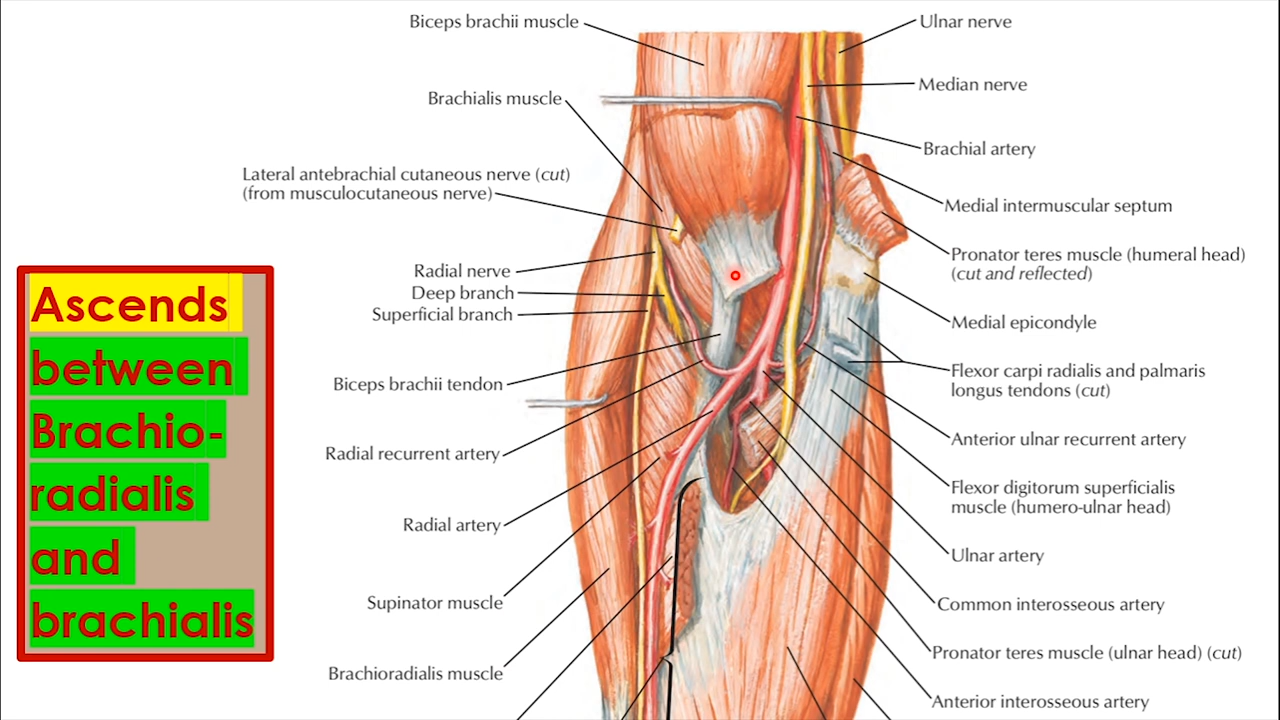 Biceps brachii muscle
Brachialis muscle
Lateral antebrachial cutaneous nerve (cut)
(from musculocutaneous nerve)
Radial nerve
Deep branch
Superficial branch
Biceps brachii tendon
Radial recurrent artery
Radial artery
Supinator muscle
Brachioradialis muscle
Ascends
between
Brachio-
radialis
and
brachialis
Ulnar nerve
Median nerve
Brachial artery
Medial intermuscular septum
Pronator teres muscle (humeral head)
(cut and reflected)
Medial epicondyle
Flexor carpi radialis and palmaris
longus tendons (cut)
Anterior ulnar recurrent artery
Flexor digitorum superficialis
muscle (humero-ulnar head)
Ulnar artery
Common interosseous artery
Pronator teres muscle (ulnar head) (cut)
Anterior interosseous artery